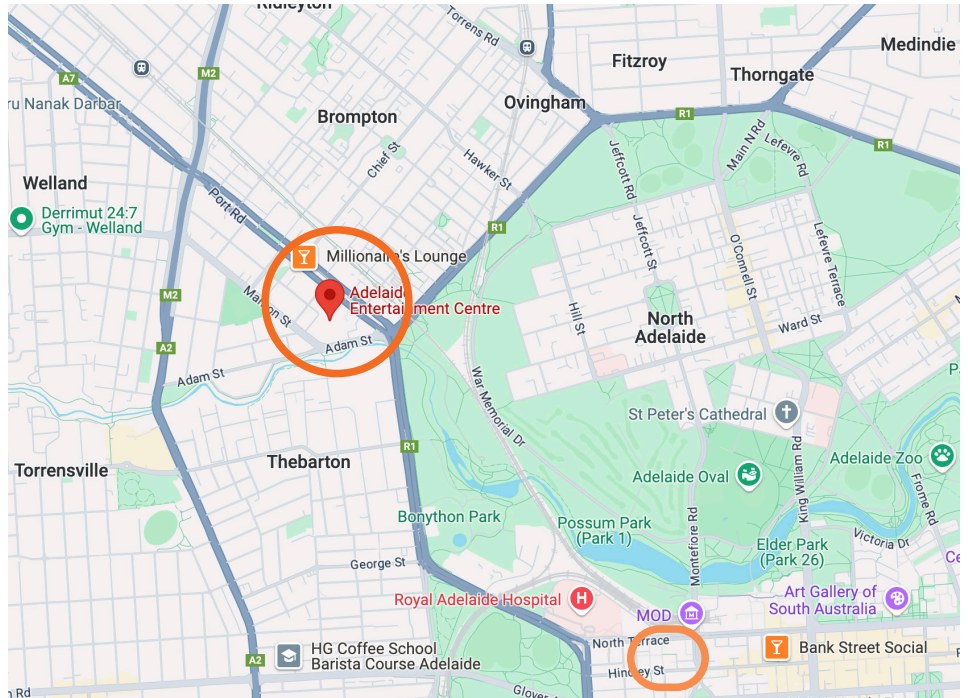 Ridleyton
Torrens Rd
Medindie
Fitzroy
Thorngate
M2
A7
Ovingham
ru Nanak Darbar
Brompton
R1
Main N Rd
Lefevre Rd
R1
Chief St
Hawker St
Jeffcott Rd
Welland
Port Rd
Derrimut 24:7
Gym - Welland
R1
Jeffcott St
O'Connell St
Lefevre Terrace
Millionaire's Lounge
M2
Adelaide
Entertainment Centre
Hill St
North
Adelaide
Ward St
A2
Adam St
Adam St
War Memorial Dr
St Peter's Cathedral
R1
Thebarton
Torrensville
Adelaide Oval
King William Rd
Adelaide Zoo
Frome Rd
Bonython Park
Possum Park
(Park 1)
Montefiore Rd
Elder Park
(Park 26)
Victoria Dr
George St
Royal Adelaide Hospital
H
MOD
Art Gallery of
South Australia
North Terrace
A2
HG Coffee School
Barista Course Adelaide
Bank Street Social
n Rd